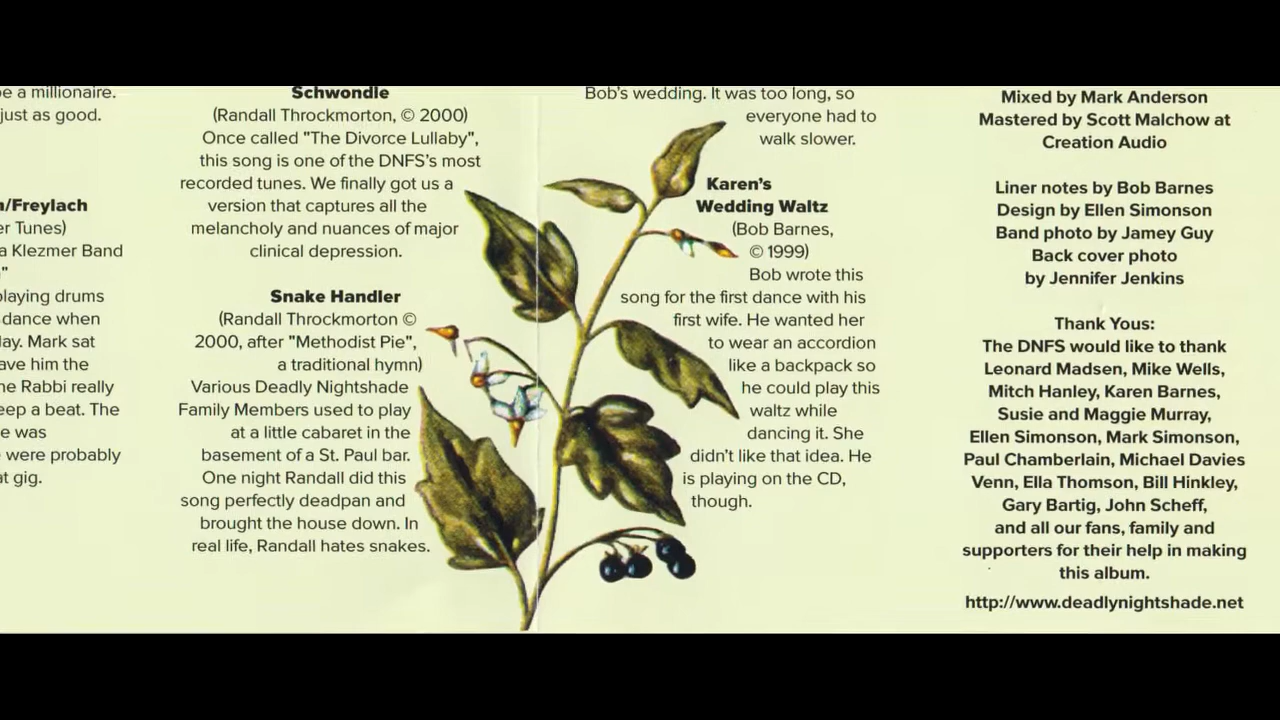 be a millionaire.
just as good.
n/Freylach
er Tunes)
a Klezmer Band
"
playing drums
dance when
lay. Mark sat
ave him the
he Rabbi really
eep a beat. The
e was
were probably
at gig.
Schwondle
(Randall Throckmorton, © 2000)
Once called "The Divorce Lullaby",
this song is one of the DNFS's most
recorded tunes. We finally got us a
version that captures all the
melancholy and nuances of major
clinical depression.
Snake Handler
(Randall Throckmorton ©
2000, after "Methodist Pie",
a traditional hymn)
Various Deadly Nightshade
Family Members used to play
at a little cabaret in the
basement of a St. Paul bar.
One night Randall did this
song perfectly deadpan and
brought the house down. In
real life, Randall hates snakes.
Bob's wedding. It was too long, so
everyone had to
walk slower.
Karen's
Wedding Waltz
(Bob Barnes,
© 1999)
Bob wrote this
song for the first dance with his
first wife. He wanted her
to wear an accordion
like a backpack so
he could play this
waltz while
dancing it. She
didn't like that idea. He
is playing on the CD,
though.
Mixed by Mark Anderson
Mastered by Scott Malchow at
Creation Audio
Liner notes by Bob Barnes
Design by Ellen Simonson
Band photo by Jamey Guy
Back cover photo
by Jennifer Jenkins
Thank Yous:
The DNFS would like to thank
Leonard Madsen, Mike Wells,
Mitch Hanley, Karen Barnes,
Susie and Maggie Murray,
Ellen Simonson, Mark Simonson,
Paul Chamberlain, Michael Davies
Venn, Ella Thomson, Bill Hinkley,
Gary Bartig, John Scheff,
and all our fans, family and
supporters for their help in making
this album.
http://www.deadlynightshade.net